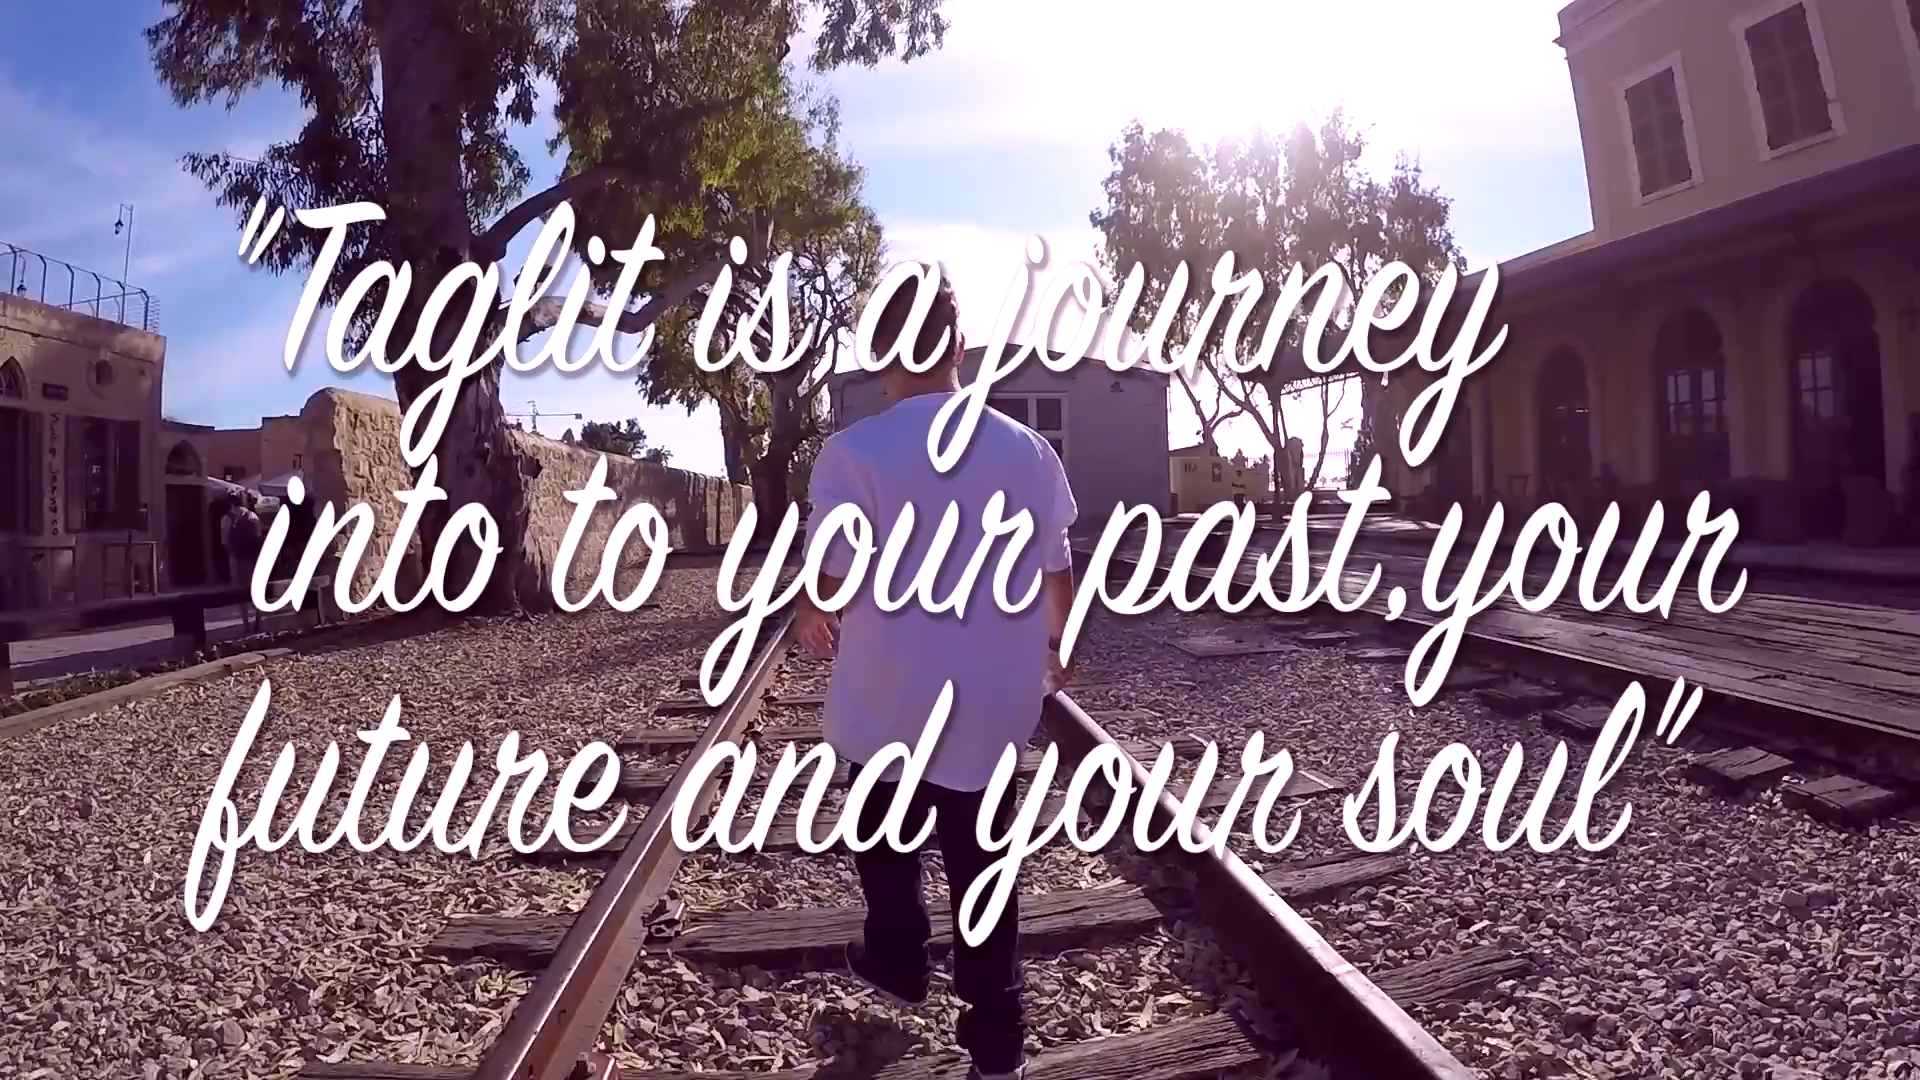 "Taglit is a journey
into to your past,your
future and your soul"